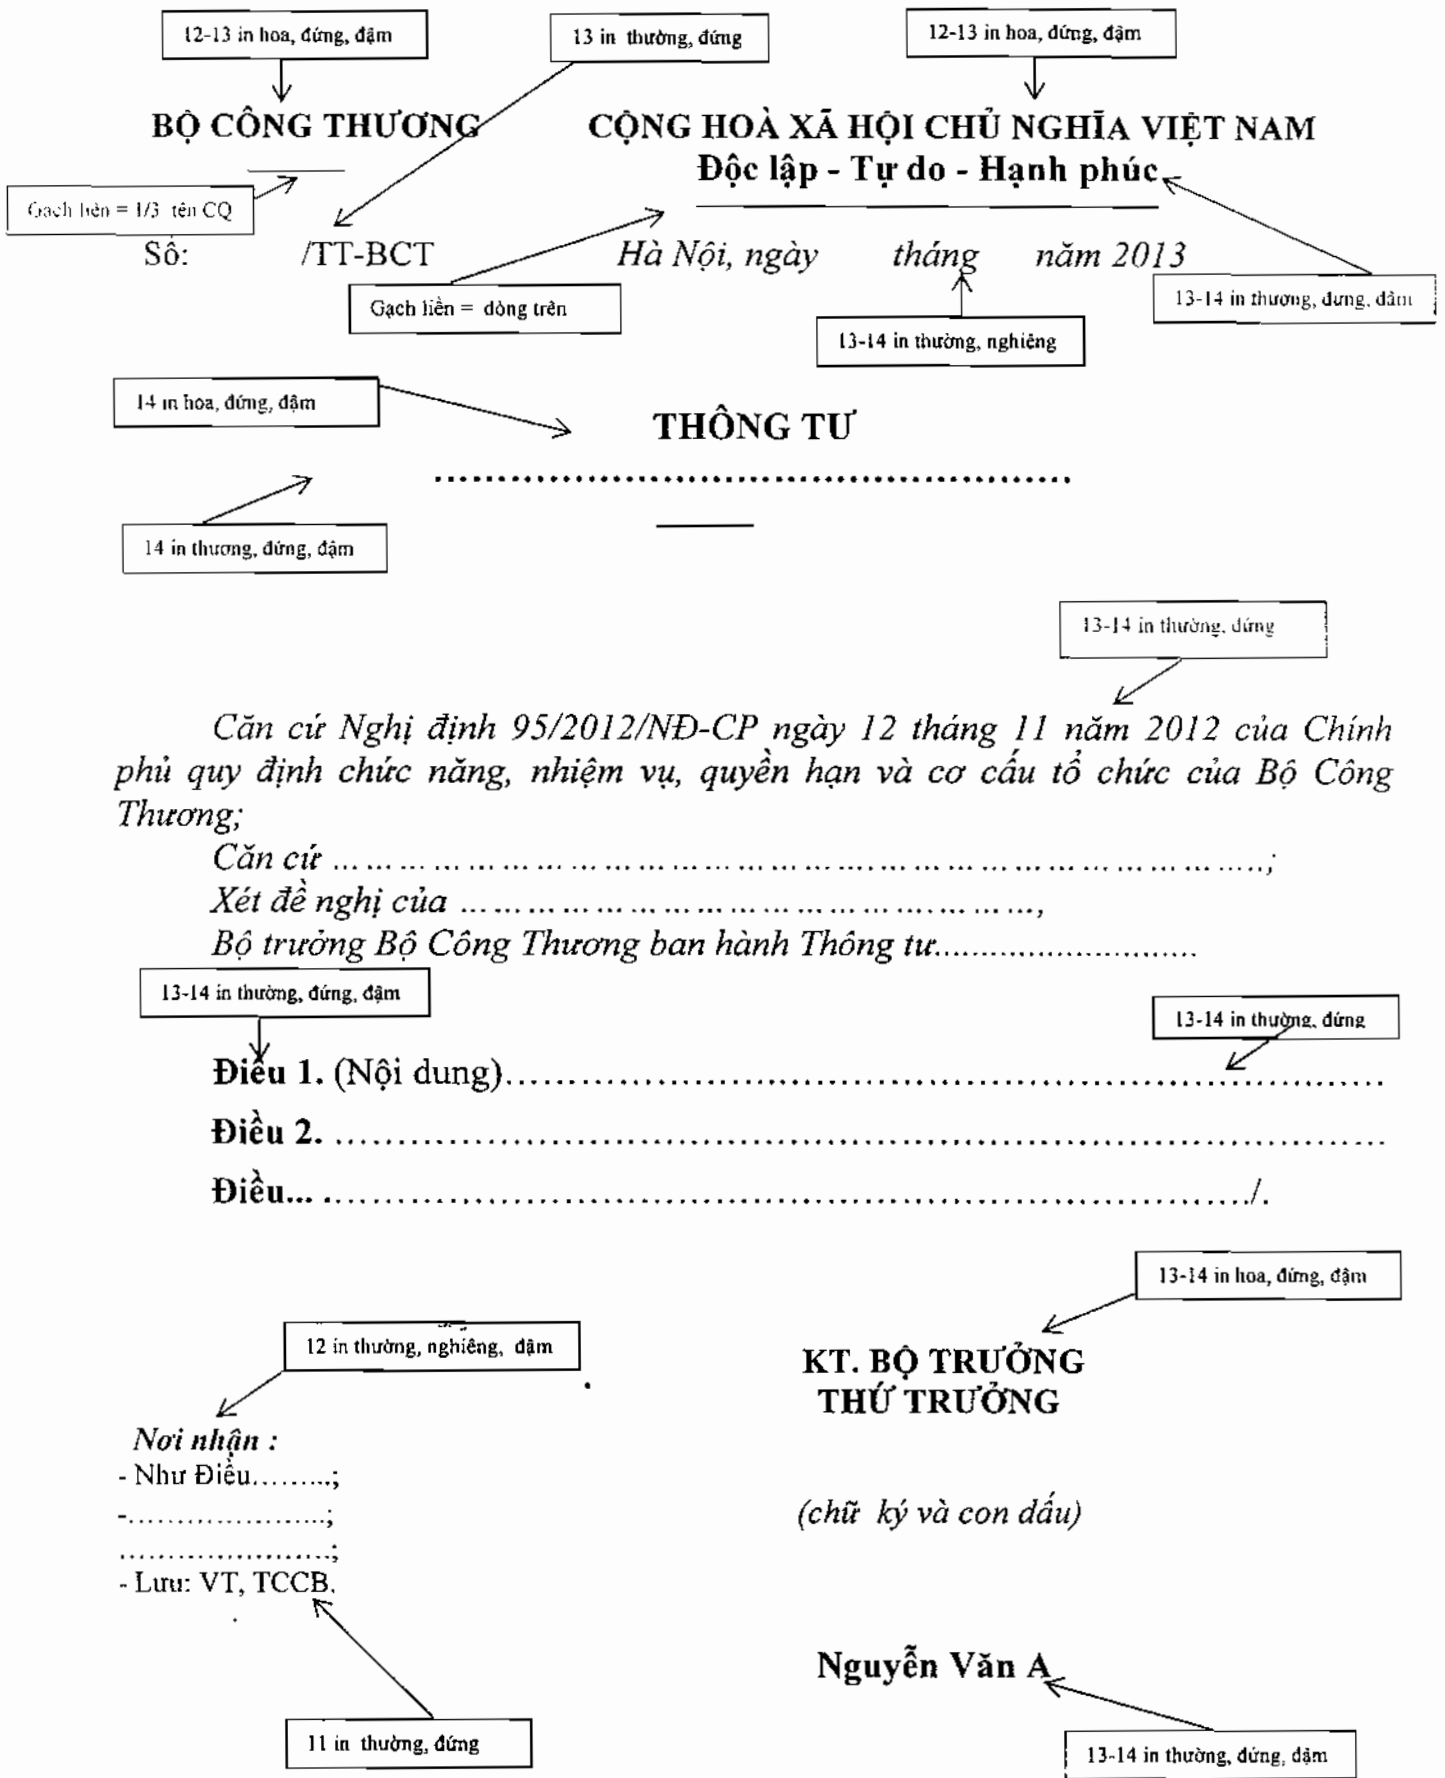 12-13 in hoa, đứng, đậm
13 in thường, đứng
12-13 in hoa, đứng, đậm
BỘ CÔNG THƯƠNG
CỘNG HOÀ XÃ HỘI CHỦ NGHĨA VIỆT NAM
Độc lập - Tự do - Hạnh phúc
Gạch liền = 1/3 tên CQ
Số: /TT-BCT
Hà Nội, ngày tháng năm 2013
Gạch liền = dòng trên
13-14 in thường, đứng, đậm
13-14 in thường, nghiêng
14 in hoa, đứng, đậm
THÔNG TƯ
..................................................
14 in thương, đứng, đậm
13-14 in thường, đứng
Căn cứ Nghị định 95/2012/NĐ-CP ngày 12 tháng 11 năm 2012 của Chính
phủ quy định chức năng, nhiệm vụ, quyền hạn và cơ cấu tổ chức của Bộ Công
Thương;
Căn cứ ... ... ... ... ... ... ... ... ... ... ... ... ... ... ... ... ... ... ... ... ... ... ... ... ... ... ...;
Xét đề nghị của ... ... ... ... ... ... ... ... ... ... ... ... ... ... ... ... ...,
Bộ trưởng Bộ Công Thương ban hành Thông tư...........................
13-14 in thường, đứng, đậm
13-14 in thường, đứng
Điều 1. (Nội dung)......................................................................
Điều 2. ....................................................................................
Điều... ........................................................................../.
13-14 in hoa, đứng, đậm
12 in thường, nghiêng, đậm
KT. BỘ TRƯỞNG
THỨ TRƯỞNG
Nơi nhận :
- Như Điều.........;
-......................;
.......................;
- Lưu: VT, TCCB.
(chữ ký và con dấu)
Nguyễn Văn A
11 in thường, đứng
13-14 in thường, đứng, đậm